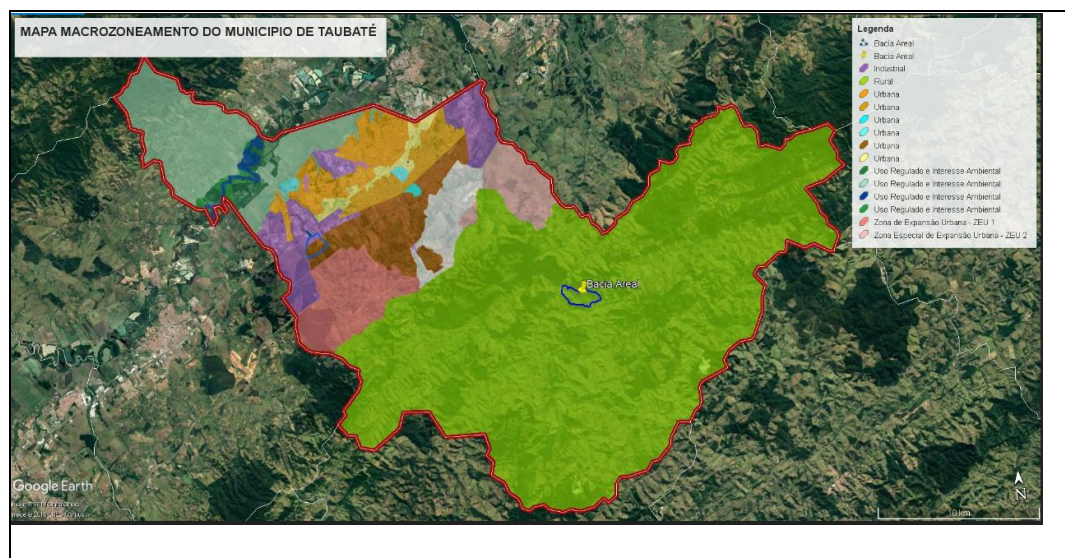 MAPA MACROZONEAMENTO DO MUNICIPIO DE TAUBATÉ
Legenda
Bacia Areal
Bacia Areal
Industrial
Rural
Urbana
Urbana
Urbana
Urbana
Urbana
Urbana
Uso Regulado e Interesse Ambiental
Uso Regulado e Interesse Ambiental
Uso Regulado e Interesse Ambiental
Uso Regulado e Interesse Ambiental
Zona de Expansão Urbana - ZEU 1
Zona Especial de Expansão Urbana - ZEU 2
Bacia Areal
Google Earth
N
10 km